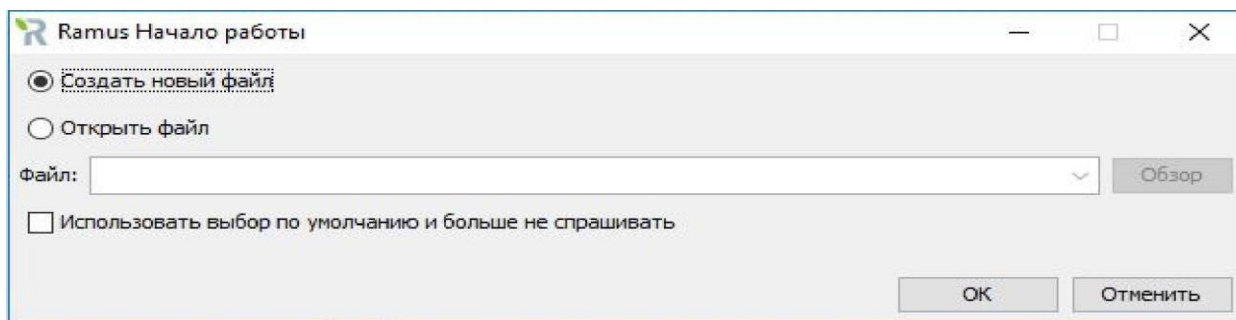 Ramus Начало работы
Создать новый файл
Открыть файл
Файл:
Обзор
Использовать выбор по умолчанию и больше не спрашивать
OK
Отменить